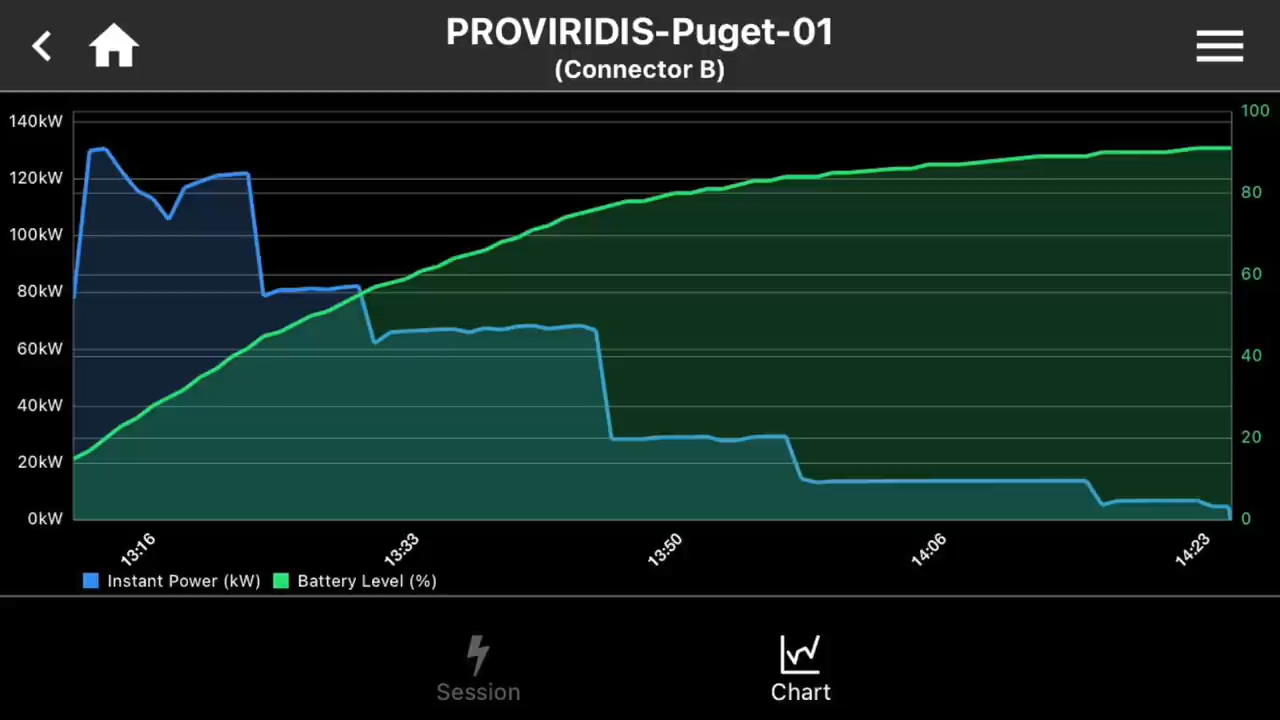 PROVIRIDIS-Puget-01
(Connector B)
140kW
120kW
100kW
80kW
60kW
40kW
20kW
0kW
100
80
60
40
20
0
13:16
13:33
13:50
14:06
14:23
Instant Power (kW)
Battery Level (%)
Session
Chart